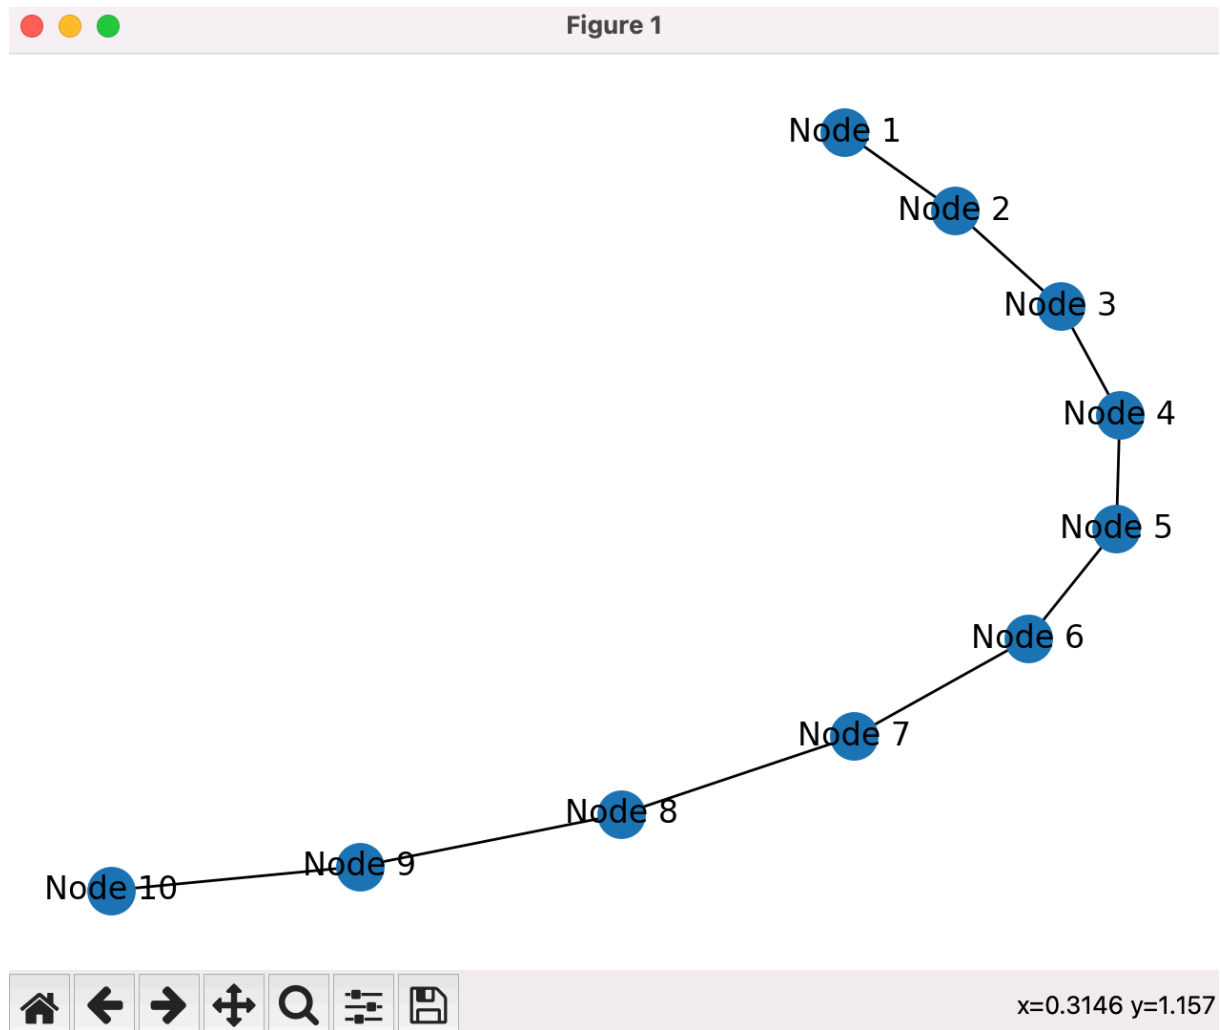 Figure 1
Node 1
Node 2
Node 3
Node 4
Node 5
Node 6
Node 7
Node 8
Node 9
Node 10
x=0.3146 y=1.157